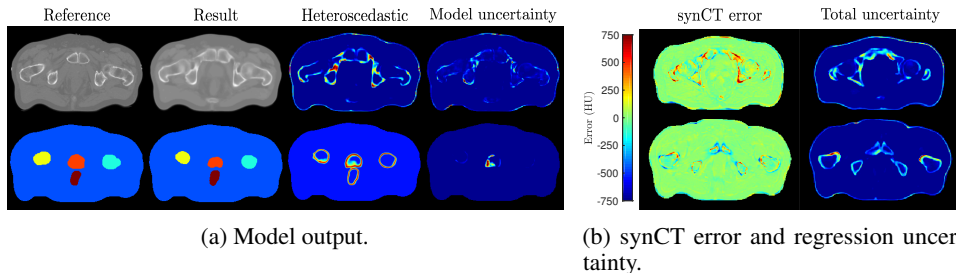 Reference Result Heteroscedastic Model uncertainty
synCT error Total uncertainty
750
500
250
0
-250
-500
-750
Error (HU)
(a) Model output.
(b) synCT error and regression uncer-
tainty.